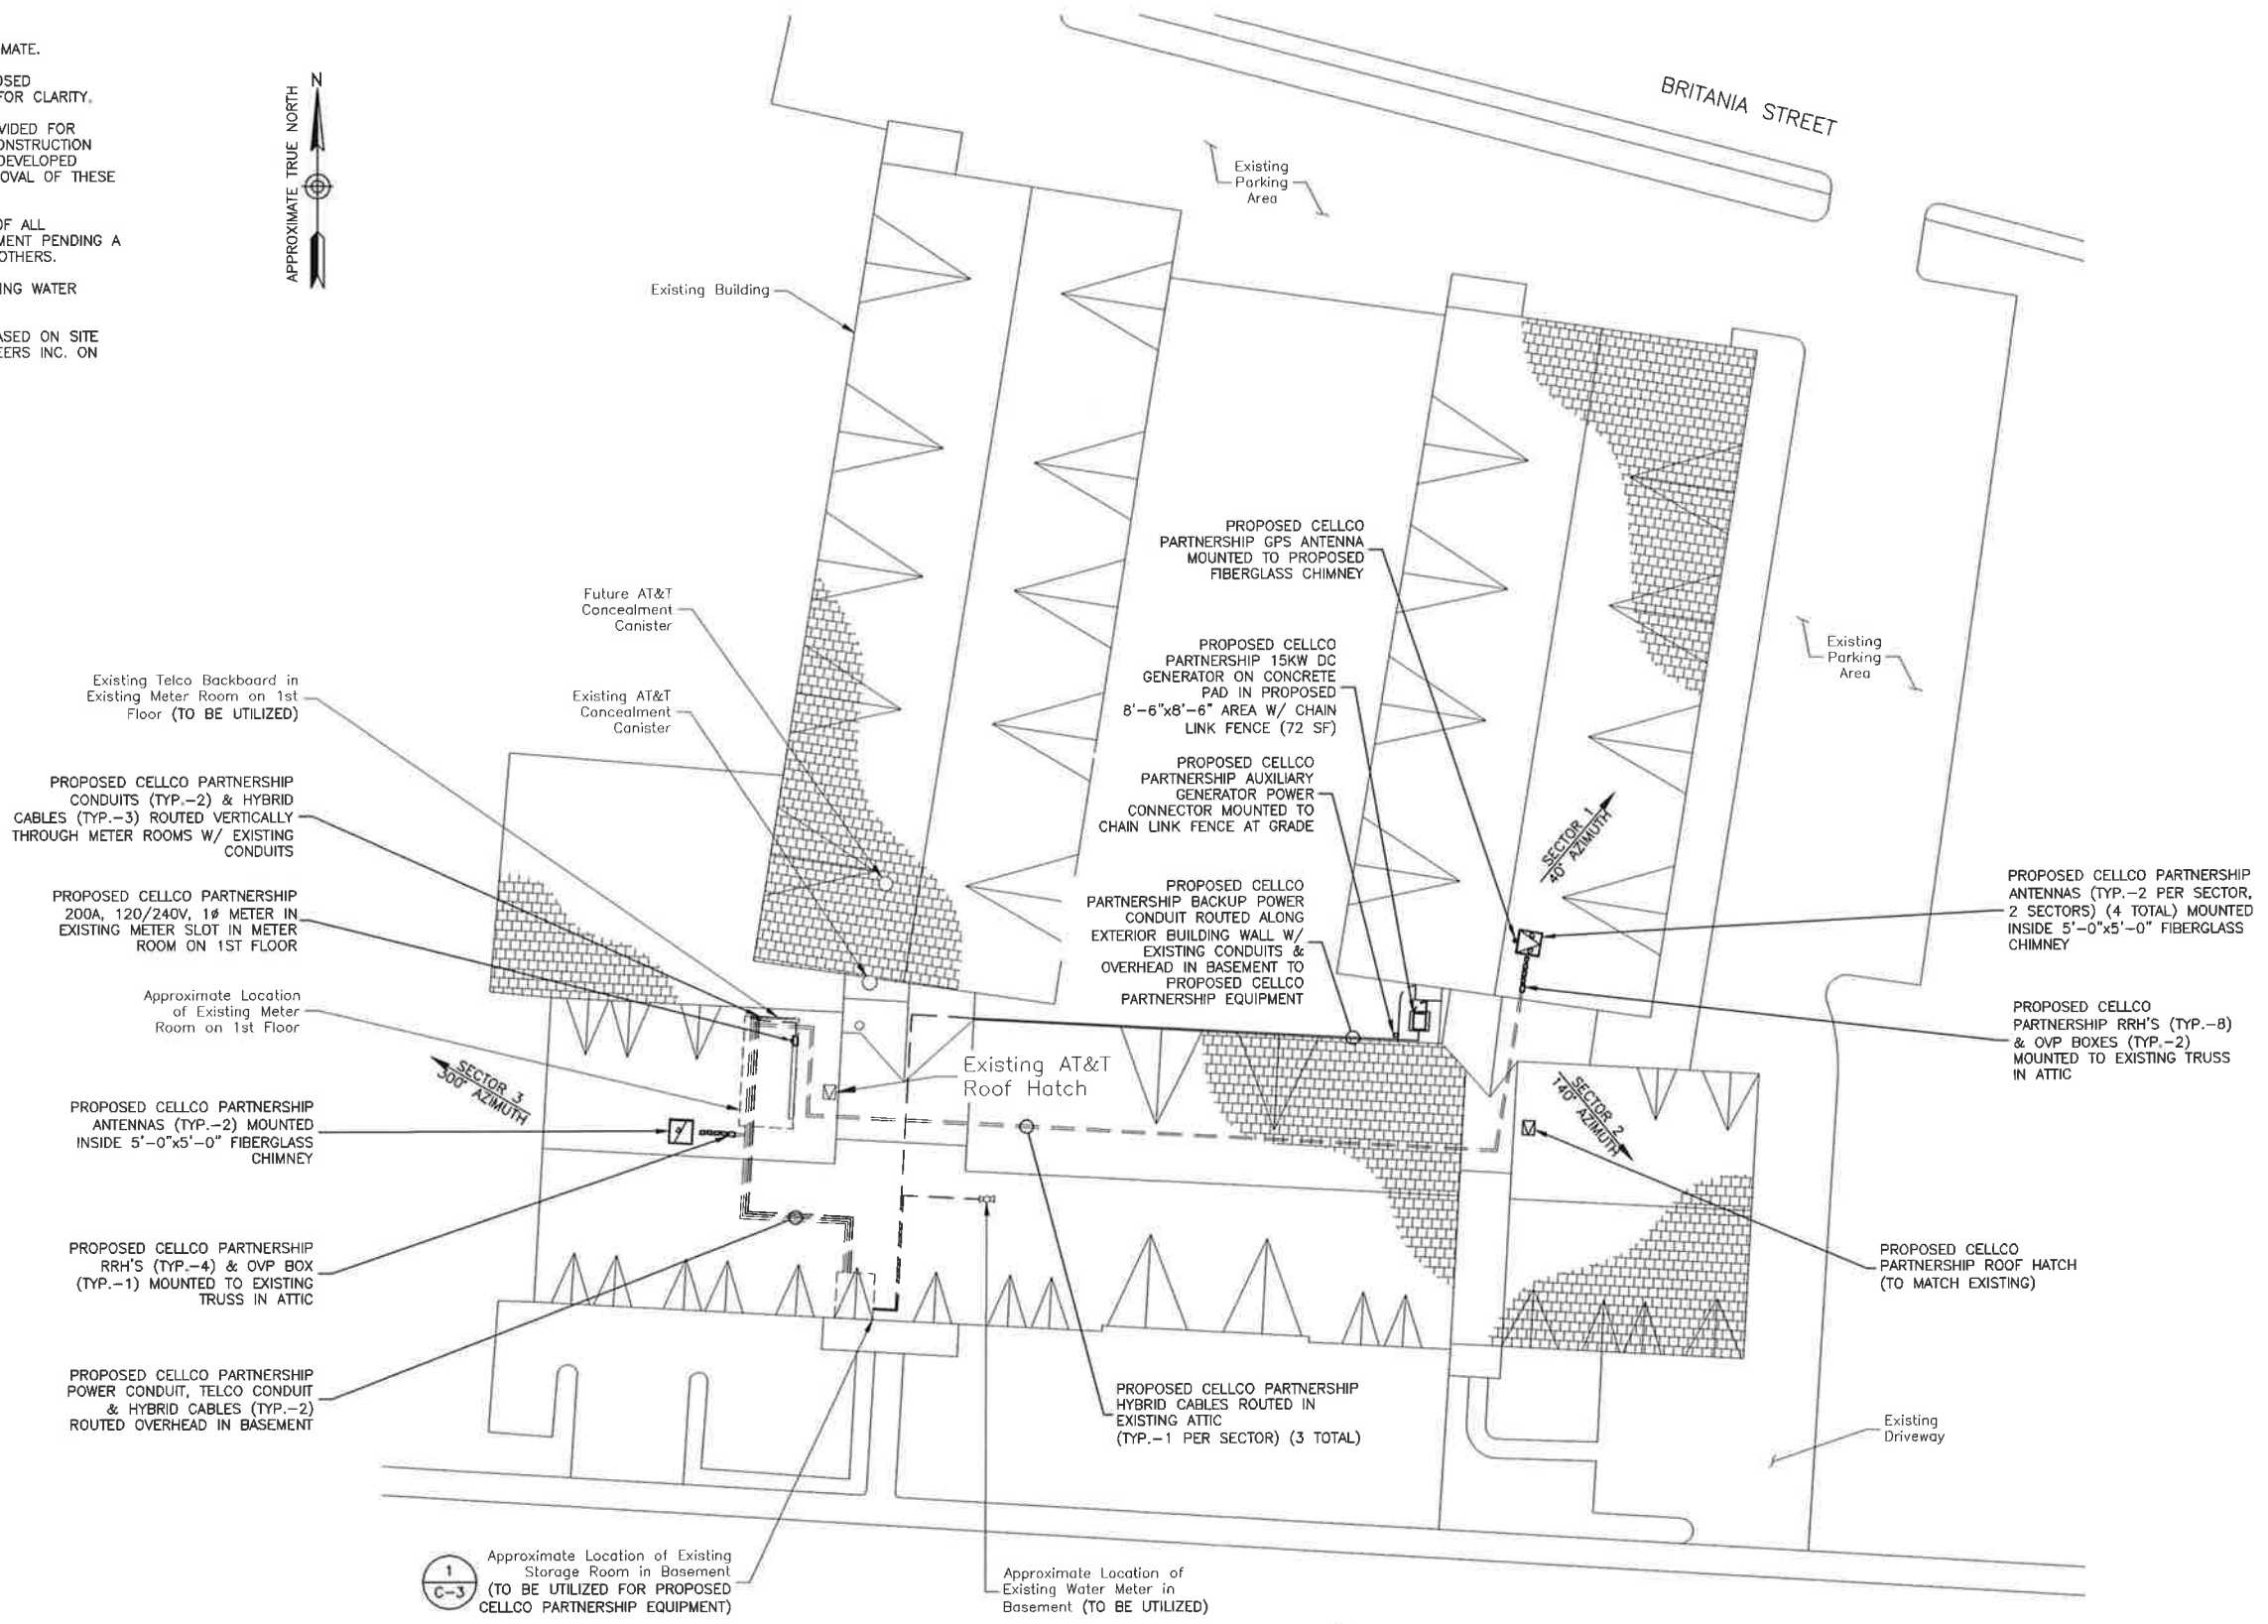 MATE.
OSED
FOR CLARITY.
VIDED FOR
ONSTRUCTION
DEVELOPED
OVAL OF THESE
OF ALL
MENT PENDING A
OTHERS.
ING WATER
ASED ON SITE
EERS INC. ON
APPROXIMATE TRUE NORTH
N
BRITANIA STREET
Existing
Parking
Area
Existing Building
PROPOSED CELLCO
PARTNERSHIP GPS ANTENNA
MOUNTED TO PROPOSED
FIBERGLASS CHIMNEY
Future AT&T
Concealment
Canister
PROPOSED CELLCO
PARTNERSHIP 15KW DC
GENERATOR ON CONCRETE
PAD IN PROPOSED
8'-6"x8'-6" AREA W/ CHAIN
LINK FENCE (72 SF)
Existing
Parking
Area
Existing Telco Backboard in
Existing Meter Room on 1st
Floor (TO BE UTILIZED)
Existing AT&T
Concealment
Canister
PROPOSED CELLCO
PARTNERSHIP AUXILIARY
GENERATOR POWER
CONNECTOR MOUNTED TO
CHAIN LINK FENCE AT GRADE
PROPOSED CELLCO PARTNERSHIP
CONDUITS (TYP.-2) & HYBRID
CABLES (TYP.-3) ROUTED VERTICALLY
THROUGH METER ROOMS W/ EXISTING
CONDUITS
SECTOR 1
40° AZIMUTH
PROPOSED CELLCO PARTNERSHIP
ANTENNAS (TYP.-2 PER SECTOR,
2 SECTORS) (4 TOTAL) MOUNTED
INSIDE 5'-0"x5'-0" FIBERGLASS
CHIMNEY
PROPOSED CELLCO PARTNERSHIP
200A, 120/240V, 1ø METER IN
EXISTING METER SLOT IN METER
ROOM ON 1ST FLOOR
PROPOSED CELLCO
PARTNERSHIP BACKUP POWER
CONDUIT ROUTED ALONG
EXTERIOR BUILDING WALL W/
EXISTING CONDUITS &
OVERHEAD IN BASEMENT TO
PROPOSED CELLCO
PARTNERSHIP EQUIPMENT
Approximate Location
of Existing Meter
Room on 1st Floor
PROPOSED CELLCO
PARTNERSHIP RRH'S (TYP.-8)
& OVP BOXES (TYP.-2)
MOUNTED TO EXISTING TRUSS
IN ATTIC
Existing AT&T
Roof Hatch
SECTOR 3
300° AZIMUTH
SECTOR 2
140° AZIMUTH
PROPOSED CELLCO PARTNERSHIP
ANTENNAS (TYP.-2) MOUNTED
INSIDE 5'-0"x5'-0" FIBERGLASS
CHIMNEY
PROPOSED CELLCO PARTNERSHIP
RRH'S (TYP.-4) & OVP BOX
(TYP.-1) MOUNTED TO EXISTING
TRUSS IN ATTIC
PROPOSED CELLCO
PARTNERSHIP ROOF HATCH
(TO MATCH EXISTING)
PROPOSED CELLCO PARTNERSHIP
POWER CONDUIT, TELCO CONDUIT
& HYBRID CABLES (TYP.-2)
ROUTED OVERHEAD IN BASEMENT
PROPOSED CELLCO PARTNERSHIP
HYBRID CABLES ROUTED IN
EXISTING ATTIC
(TYP.-1 PER SECTOR) (3 TOTAL)
Existing
Driveway
1
C-3
Approximate Location of Existing
Storage Room in Basement
(TO BE UTILIZED FOR PROPOSED
CELLCO PARTNERSHIP EQUIPMENT)
Approximate Location of
Existing Water Meter in
Basement (TO BE UTILIZED)